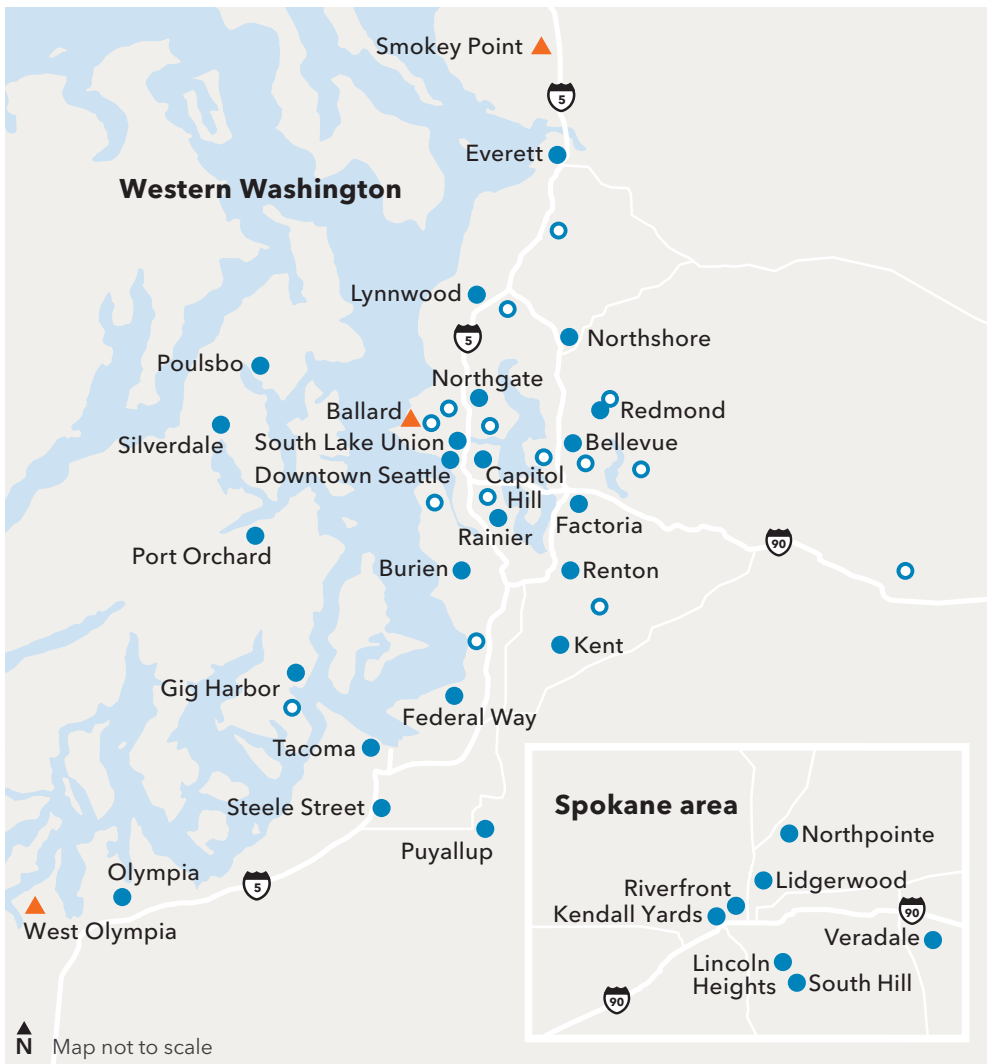 Smokey Point
5
Everett
Western Washington
Lynnwood
5
Northshore
Poulsbo
Northgate
Ballard
Redmond
Silverdale
South Lake Union
Bellevue
Downtown Seattle
Capitol
Hill
Factoria
Rainier
Port Orchard
90
Burien
Renton
Kent
Gig Harbor
Federal Way
Tacoma
Steele Street
Puyallup
Olympia
5
West Olympia
Spokane area
Northpointe
Lidgerwood
Riverfront
Kendall Yards
90
Veradale
Lincoln
Heights
South Hill
90
N
Map not to scale